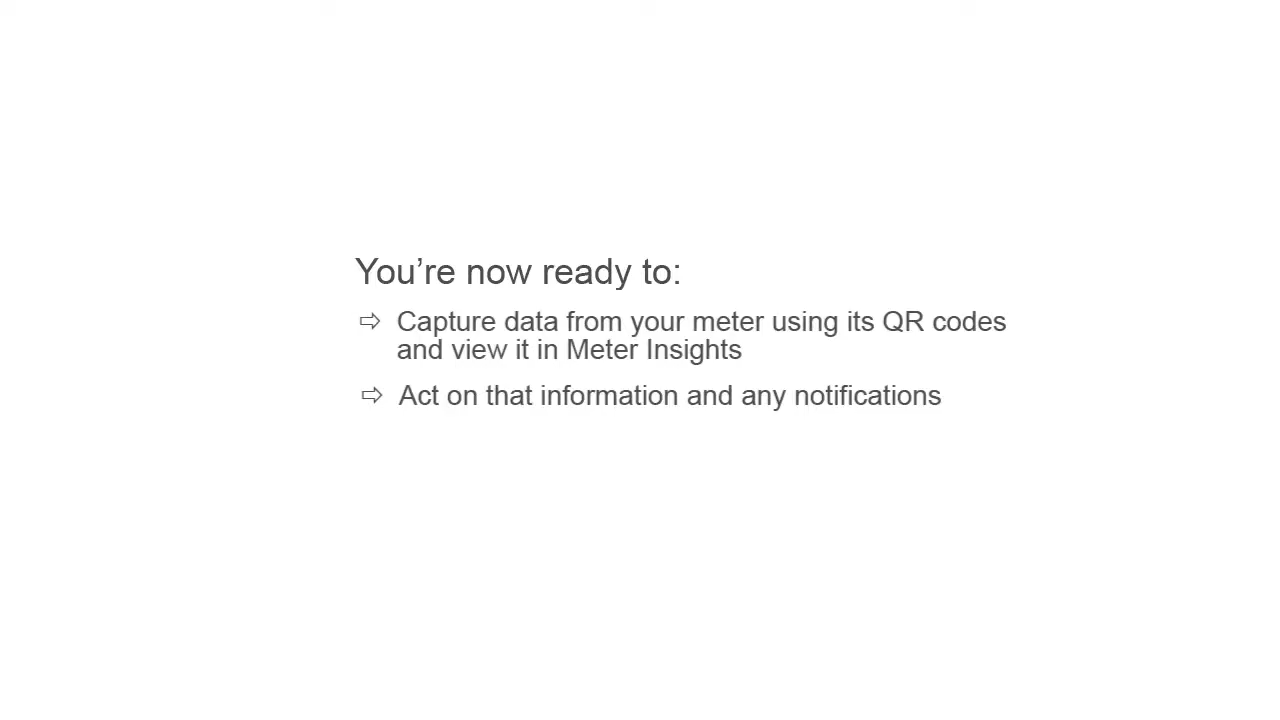 You’re now ready to:
⇨ Capture data from your meter using its QR codes
and view it in Meter Insights
⇨ Act on that information and any notifications